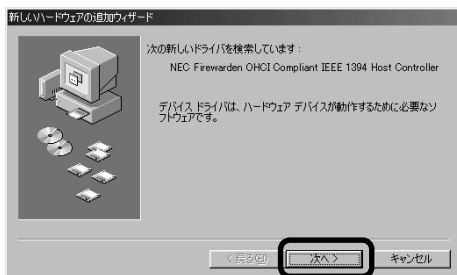 新しいハードウェアの追加ウィザード
次の新しいドライバを検索しています：
NEC Firewarden OHCI Compliant IEEE 1394 Host Controller
デバイス ドライバは、ハードウェア デバイスが動作するために必要なソ
フトウェアです。
< 戻る(B)
次へ >
キャンセル